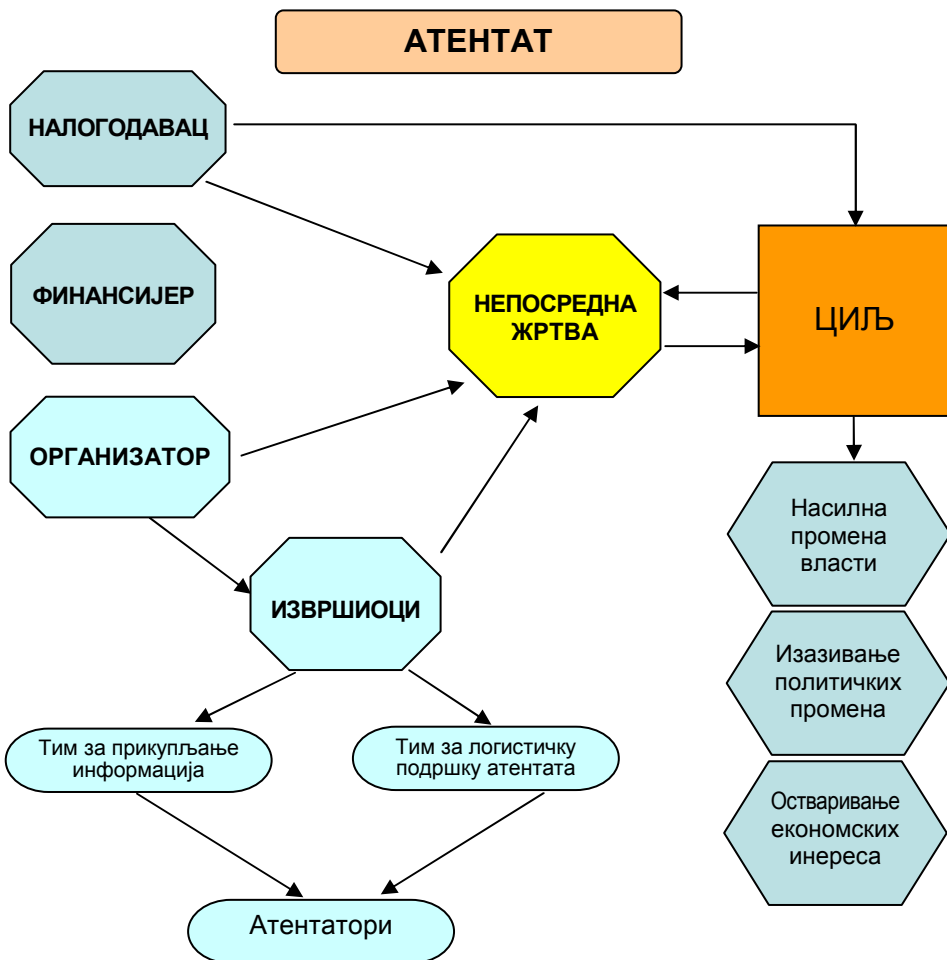 АТЕНТАТ
НАЛОГОДАВАЦ
ФИНАНСИЈЕР
НЕПОСРЕДНА
ЖРТВА
ЦИЉ
ОРГАНИЗАТОР
ИЗВРШИОЦИ
Насилна
промена
власти
Изазивање
политичких
промена
Тим за прикупљање
информација
Тим за логистичку
подршку атентата
Остваривање
економских
инереса
Атентатори